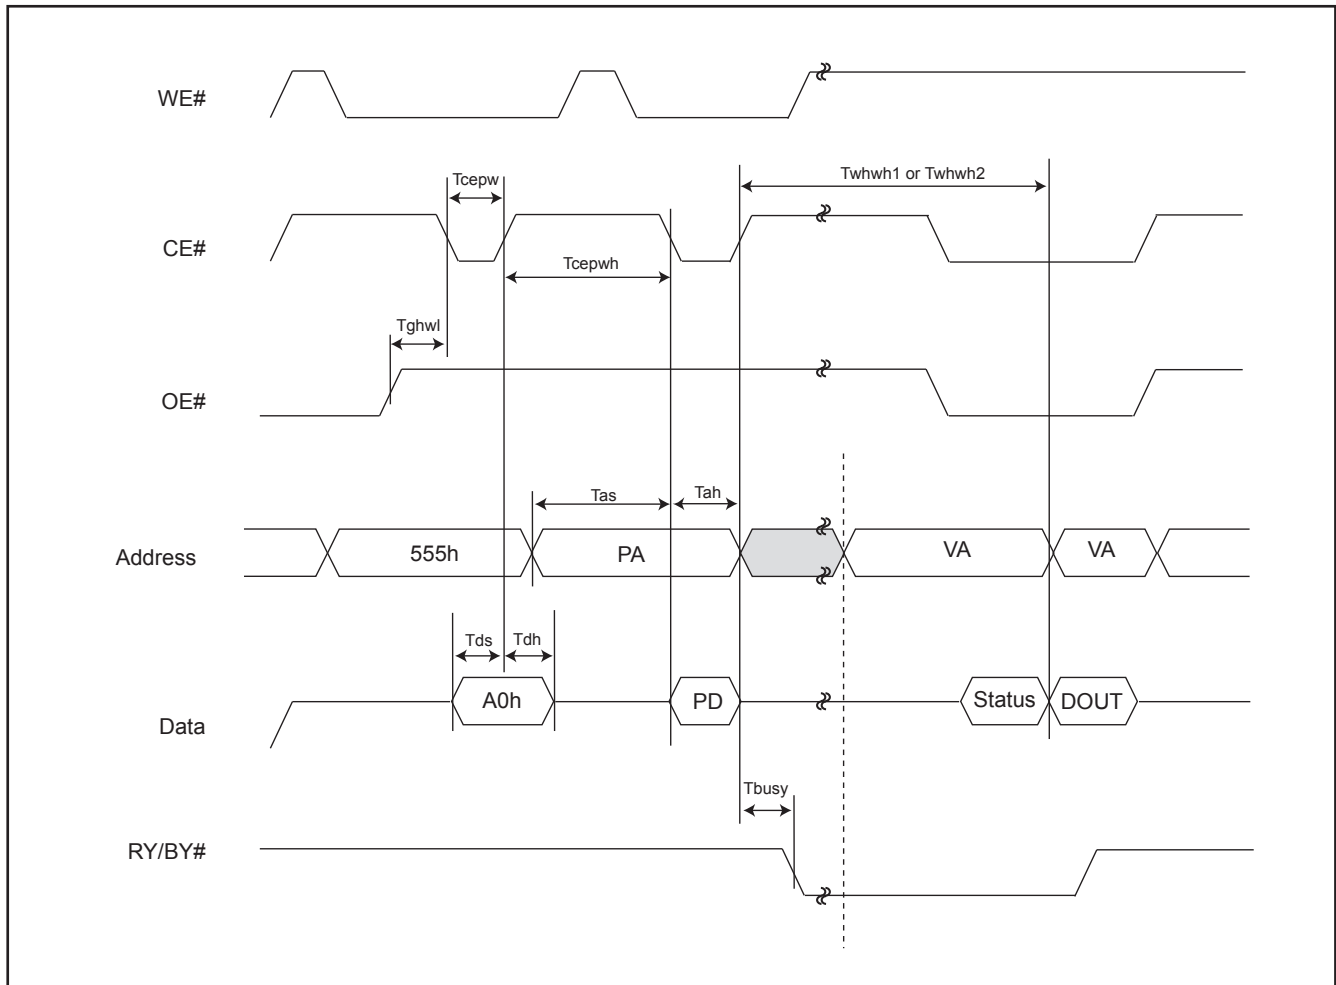 WE#
Twhwh1 or Twhwh2
Tcepw
CE#
Tcepwh
Tghwl
OE#
Tas Tah
Address 555h PA VA VA
Tds Tdh
Data A0h PD Status DOUT
Tbusy
RY/BY#